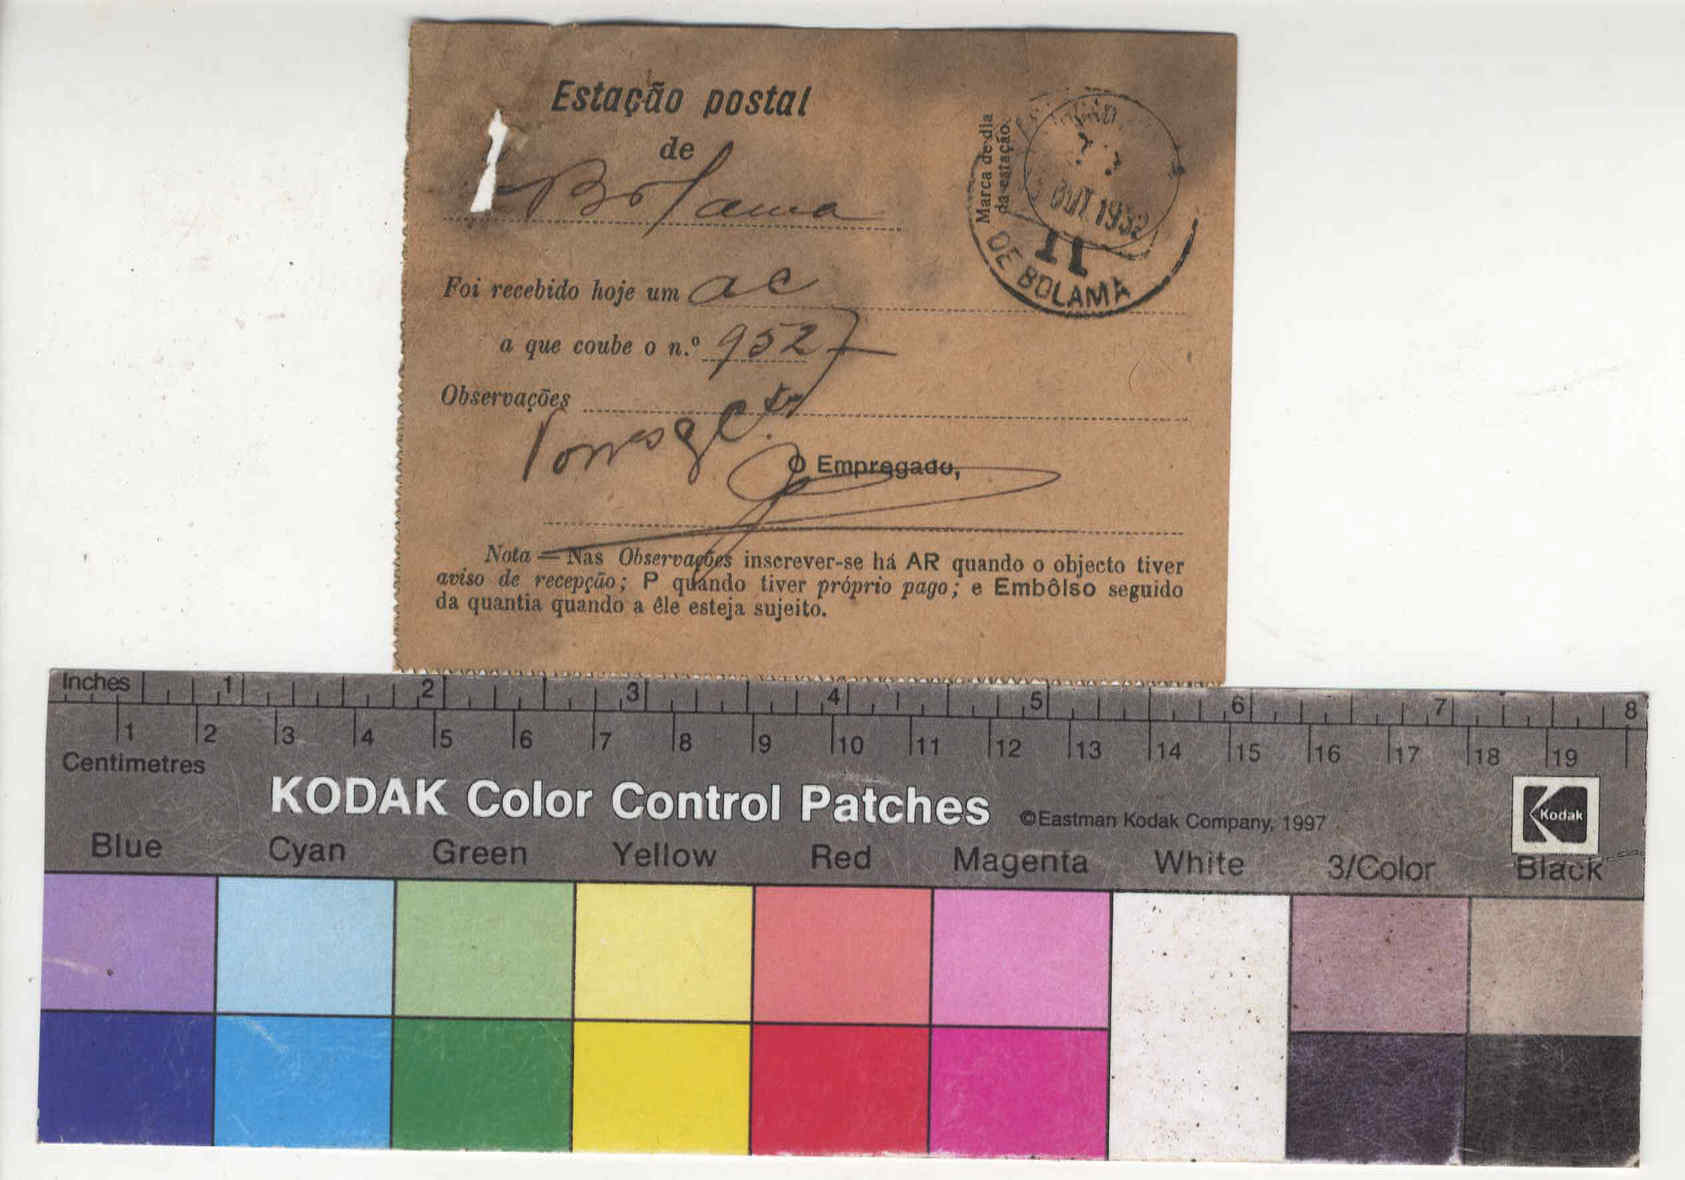 Estação postal
de
Bolama
Marca de dia
da estação.
OUT 1932
11
DE BOLAMA
Foi recebido hoje um ac
a que coube o n.º 9527
Observações
Torres & C.ta
O Empregado,
Nota — Nas Observações inscrever-se há AR quando o objecto tiver
aviso de recepção; P quando tiver próprio pago; e Embôlso seguido
da quantia quando a êle esteja sujeito.
Inches 1 2 3 4 5 6 7 8
1 2 3 4 5 6 7 8 9 10 11 12 13 14 15 16 17 18 19
Centimetres
KODAK Color Control Patches ©Eastman Kodak Company, 1997 Kodak
Blue Cyan Green Yellow Red Magenta White 3/Color Black